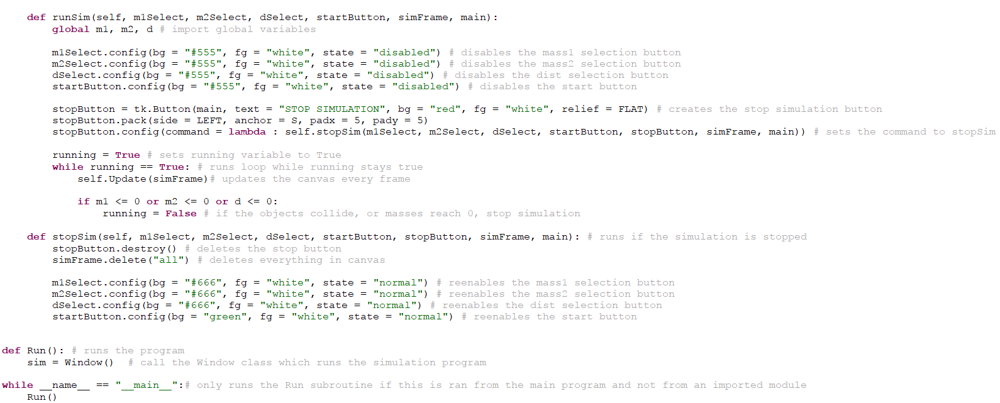 def runSim(self, m1Select, m2Select, dSelect, startButton, simFrame, main):
global m1, m2, d # import global variables
m1Select.config(bg = "#555", fg = "white", state = "disabled") # disables the mass1 selection button
m2Select.config(bg = "#555", fg = "white", state = "disabled") # disables the mass2 selection button
dSelect.config(bg = "#555", fg = "white", state = "disabled") # disables the dist selection button
startButton.config(bg = "#555", fg = "white", state = "disabled") # disables the start button
stopButton = tk.Button(main, text = "STOP SIMULATION", bg = "red", fg = "white", relief = FLAT) # creates the stop simulation button
stopButton.pack(side = LEFT, anchor = S, padx = 5, pady = 5)
stopButton.config(command = lambda : self.stopSim(m1Select, m2Select, dSelect, startButton, stopButton, simFrame, main)) # sets the command to stopSim
running = True # sets running variable to True
while running == True: # runs loop while running stays true
self.Update(simFrame)# updates the canvas every frame
if m1 <= 0 or m2 <= 0 or d <= 0:
running = False # if the objects collide, or masses reach 0, stop simulation
def stopSim(self, m1Select, m2Select, dSelect, startButton, stopButton, simFrame, main): # runs if the simulation is stopped
stopButton.destroy() # deletes the stop button
simFrame.delete("all") # deletes everything in canvas
m1Select.config(bg = "#666", fg = "white", state = "normal") # reenables the mass1 selection button
m2Select.config(bg = "#666", fg = "white", state = "normal") # reenables the mass2 selection button
dSelect.config(bg = "#666", fg = "white", state = "normal") # reenables the dist selection button
startButton.config(bg = "green", fg = "white", state = "normal") # reenables the start button
def Run(): # runs the program
sim = Window()  # call the Window class which runs the simulation program
while __name__ == "__main__":# only runs the Run subroutine if this is ran from the main program and not from an imported module
Run()